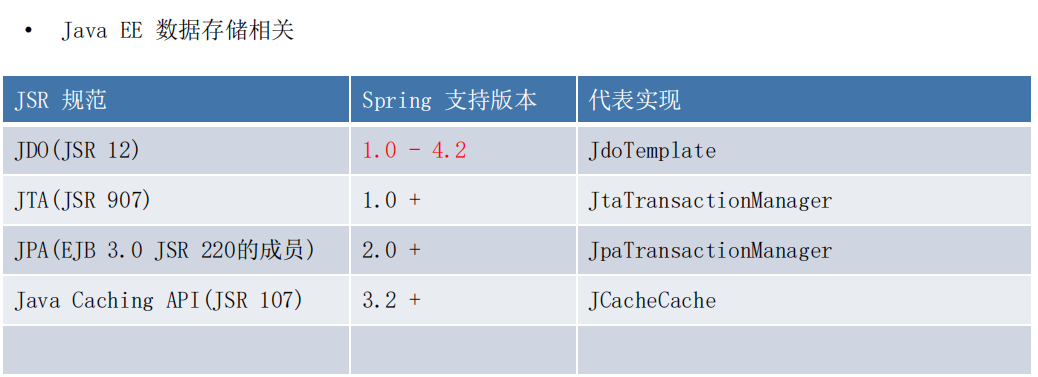 • Java EE 数据存储相关
JSR 规范 Spring 支持版本 代表实现
JDO(JSR 12) 1.0 - 4.2 JdoTemplate
JTA(JSR 907) 1.0 + JtaTransactionManager
JPA(EJB 3.0 JSR 220的成员) 2.0 + JpaTransactionManager
Java Caching API(JSR 107) 3.2 + JCacheCache